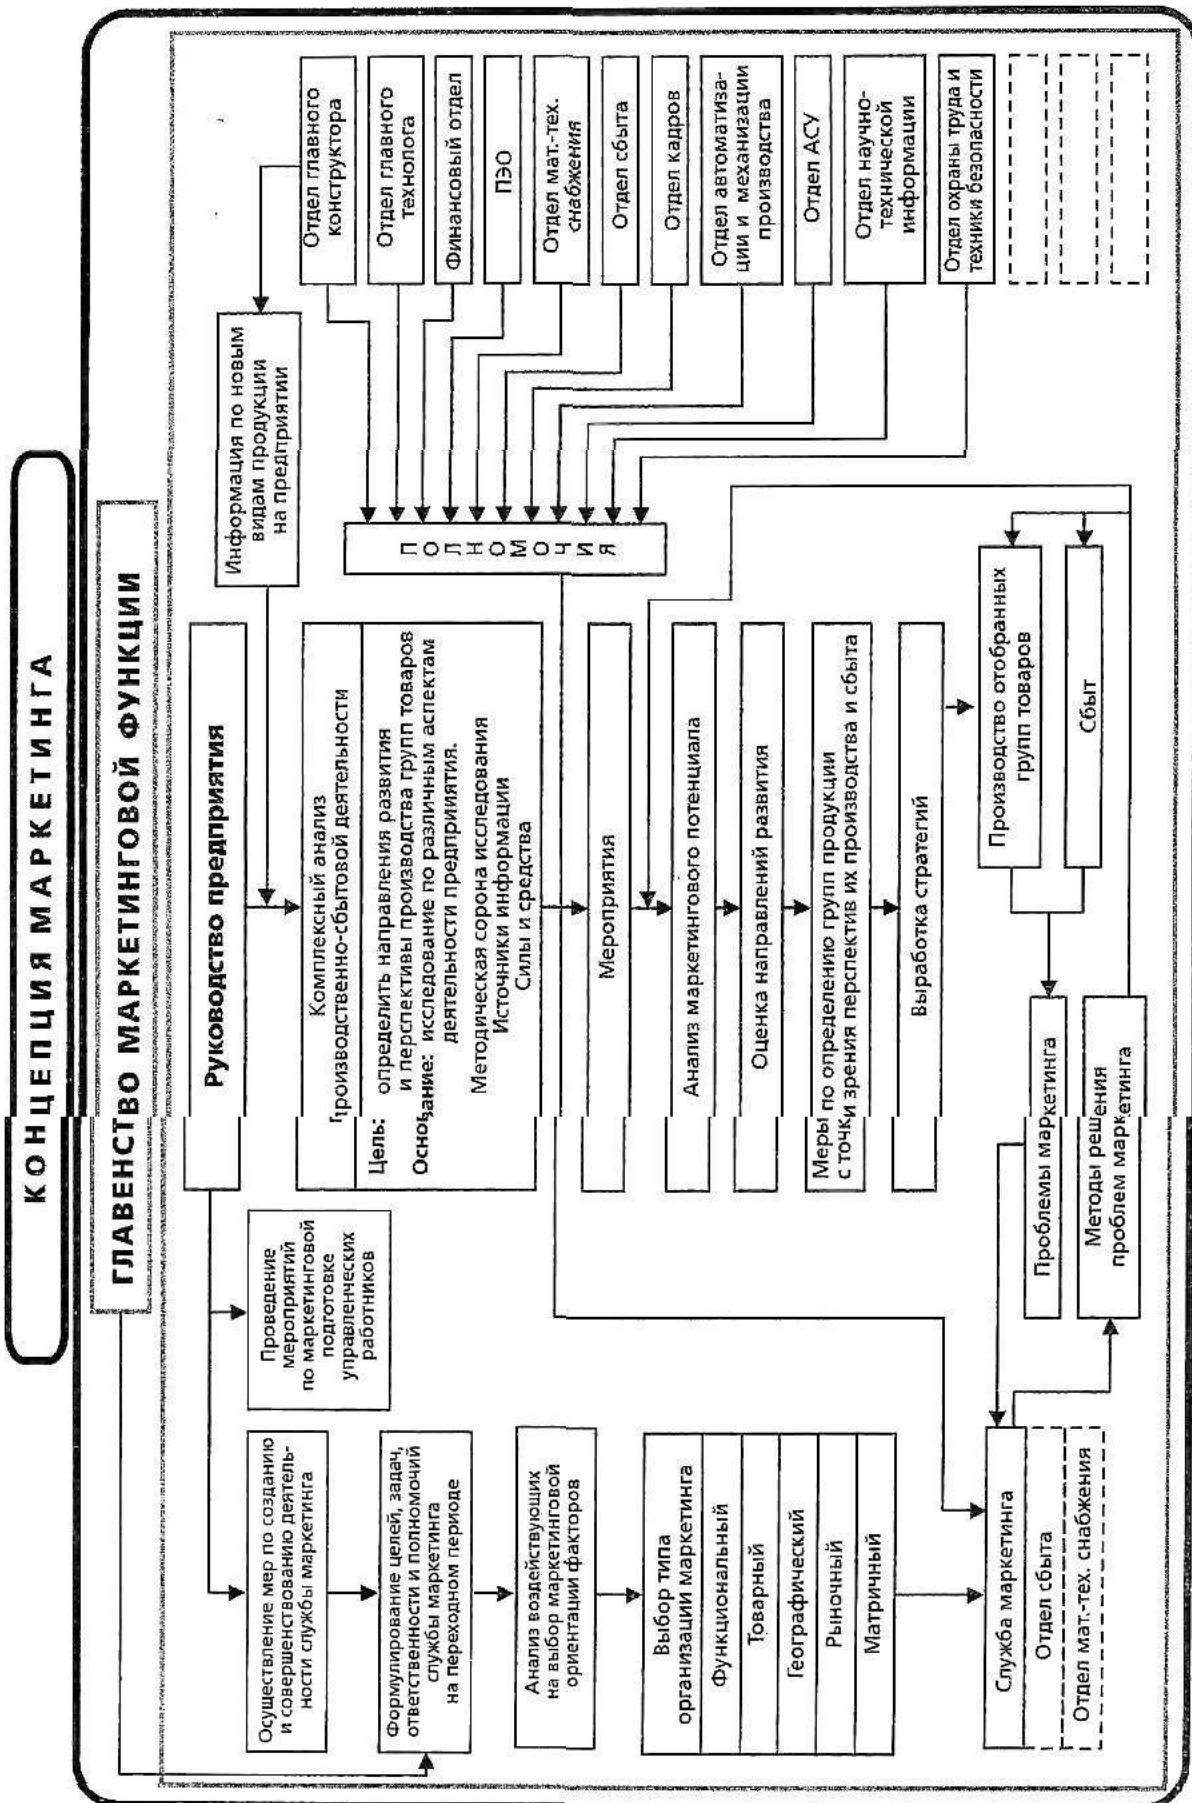 КОНЦЕПЦИЯ МАРКЕТИНГА
ГЛАВЕНСТВО МАРКЕТИНГОВОЙ ФУНКЦИИ
Осуществление мер по созданию
и совершенствованию деятель-
ности службы маркетинга
Формулирование целей, задач,
ответственности и полномочий
службы маркетинга
на переходном периоде
Анализ воздействующих
на выбор маркетинговой
ориентации факторов
Выбор типа
организации маркетинга
Функциональный
Товарный
Географический
Рыночный
Матричный
Служба маркетинга
Отдел сбыта
Отдел мат.-тех. снабжения
Проведение
мероприятий
по маркетинговой
подготовке
управленческих
работников
Руководство предприятия
Комплексный анализ
производственно-сбытовой деятельности
Цель: определить направления развития
и перспективы производства групп товаров
Основание: исследование по различным аспектам
деятельности предприятия.
Методическая сорона исследования
Источники информации
Силы и средства
Мероприятия
Анализ маркетингового потенциала
Оценка направлений развития
Меры по определению групп продукции
с точки зрения перспектив их производства и сбыта
Выработка стратегий
Проблемы маркетинга
Методы решения
проблем маркетинга
Производство отобранных
групп товаров
Сбыт
Информация по новым
видам продукции
на предприятии
ПОЛНОМОЧИЯ
Отдел главного
конструктора
Отдел главного
технолога
Финансовый отдел
ПЭО
Отдел мат.-тех.
снабжения
Отдел сбыта
Отдел кадров
Отдел автоматиза-
ции и механизации
производства
Отдел АСУ
Отдел научно-
технической
информации
Отдел охраны труда и
техники безопасности